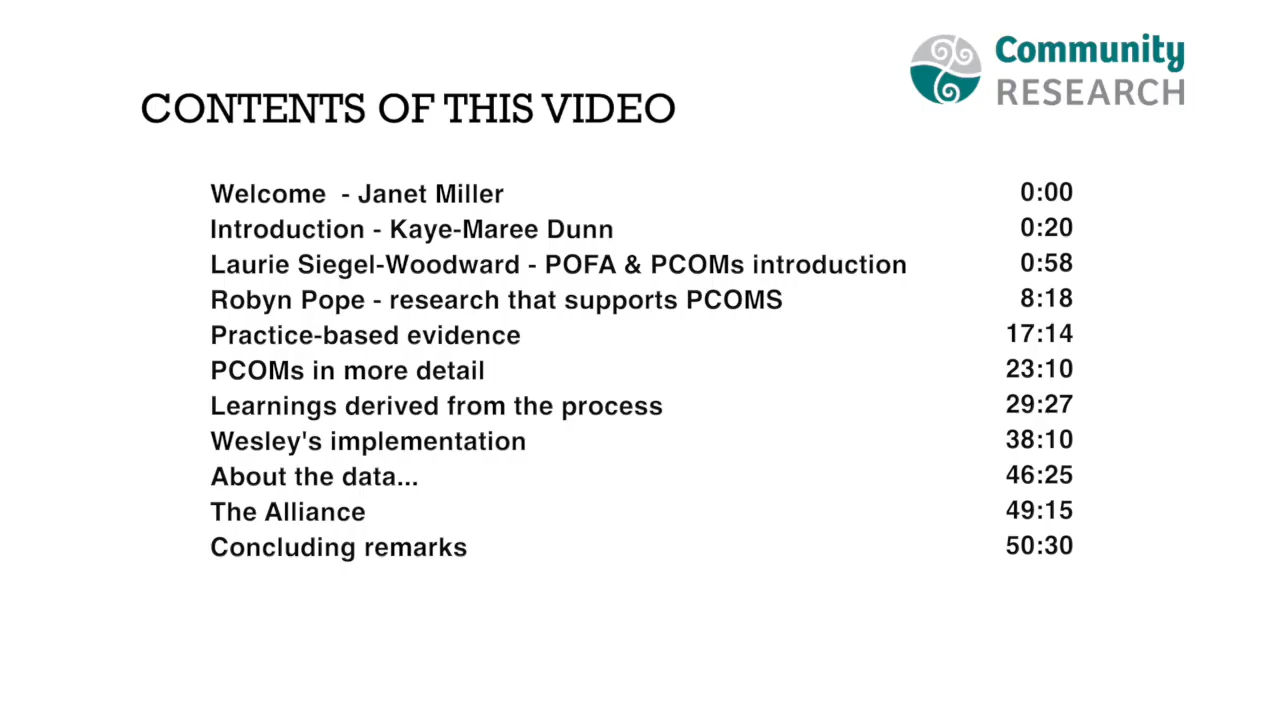 Community
RESEARCH
CONTENTS OF THIS VIDEO
Welcome - Janet Miller 0:00
Introduction - Kaye-Maree Dunn 0:20
Laurie Siegel-Woodward - POFA & PCOMs introduction 0:58
Robyn Pope - research that supports PCOMS 8:18
Practice-based evidence 17:14
PCOMs in more detail 23:10
Learnings derived from the process 29:27
Wesley's implementation 38:10
About the data... 46:25
The Alliance 49:15
Concluding remarks 50:30